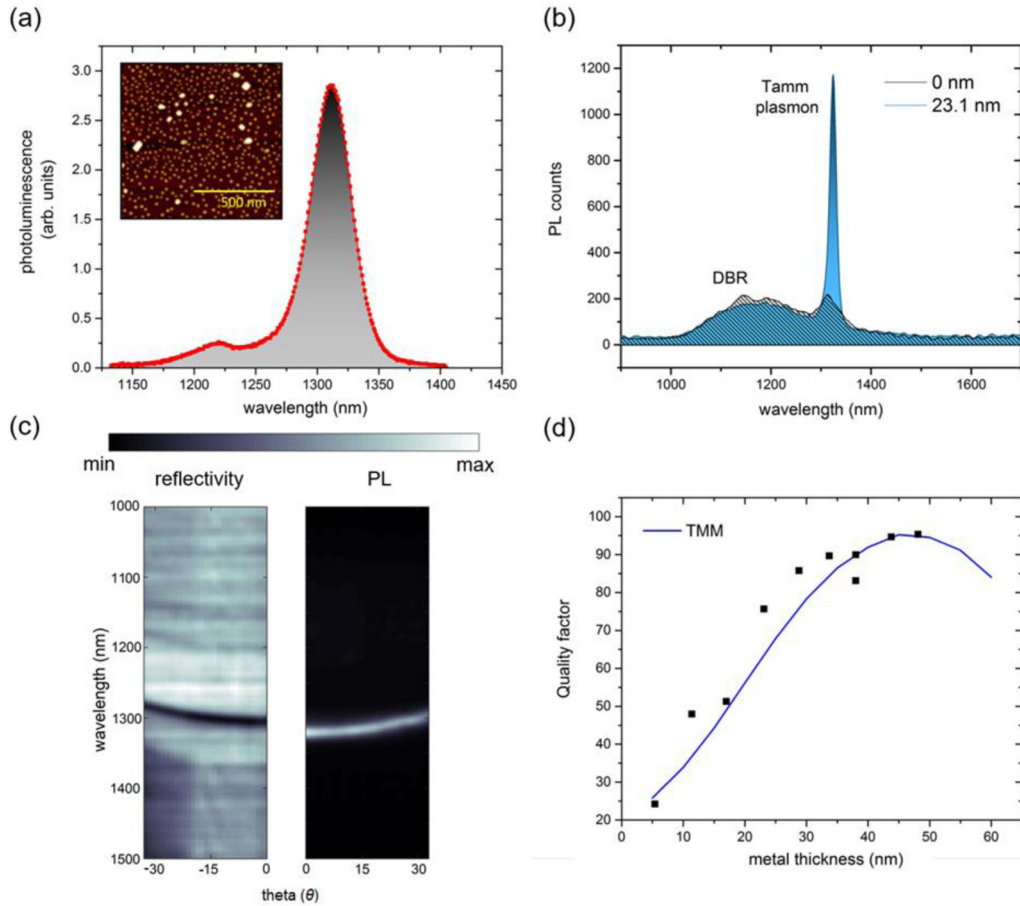 (a)
photoluminescence
(arb. units)
3.0
2.5
2.0
1.5
1.0
0.5
0.0
500 nm
1150 1200 1250 1300 1350 1400 1450
wavelength (nm)
(b)
PL counts
1200
1000
800
600
400
200
0
Tamm
plasmon
0 nm
23.1 nm
DBR
1000 1200 1400 1600
wavelength (nm)
(c)
min max
reflectivity PL
wavelength (nm)
1000
1100
1200
1300
1400
1500
-30 -15 0 0 15 30
theta (θ)
(d)
Quality factor
100
90
80
70
60
50
40
30
20
TMM
0 10 20 30 40 50 60
metal thickness (nm)